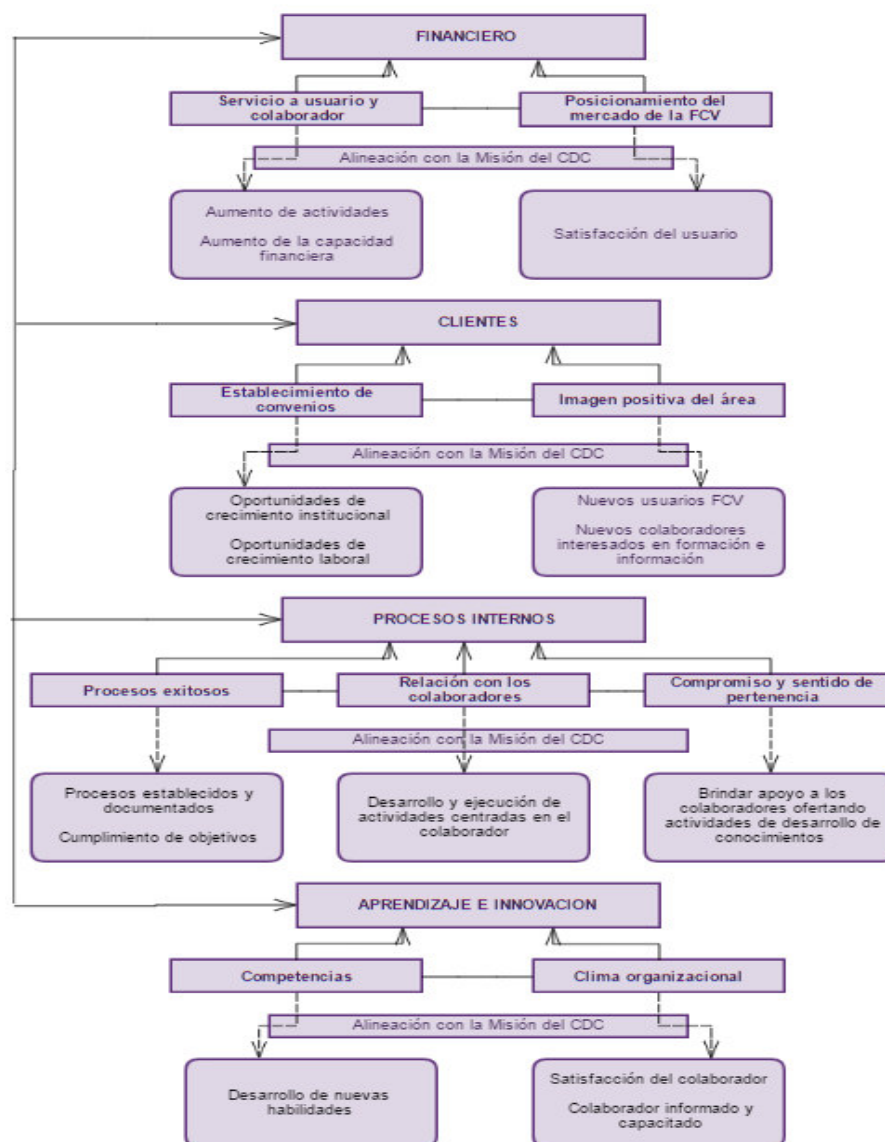 FINANCIERO
Servicio a usuario y
colaborador
Posicionamiento del
mercado de la FCV
Alineación con la Misión del CDC
Aumento de actividades
Aumento de la capacidad
financiera
Satisfacción del usuario
CLIENTES
Establecimiento de
convenios
Imagen positiva del área
Alineación con la Misión del CDC
Oportunidades de
crecimiento institucional
Oportunidades de
crecimiento laboral
Nuevos usuarios FCV
Nuevos colaboradores
interesados en formación e
información
PROCESOS INTERNOS
Procesos exitosos
Relación con los
colaboradores
Compromiso y sentido de
pertenencia
Alineación con la Misión del CDC
Procesos establecidos y
documentados
Cumplimiento de objetivos
Desarrollo y ejecución de
actividades centradas en el
colaborador
Brindar apoyo a los
colaboradores ofertando
actividades de desarrollo de
conocimientos
APRENDIZAJE E INNOVACION
Competencias
Clima organizacional
Alineación con la Misión del CDC
Desarrollo de nuevas
habilidades
Satisfacción del colaborador
Colaborador informado y
capacitado